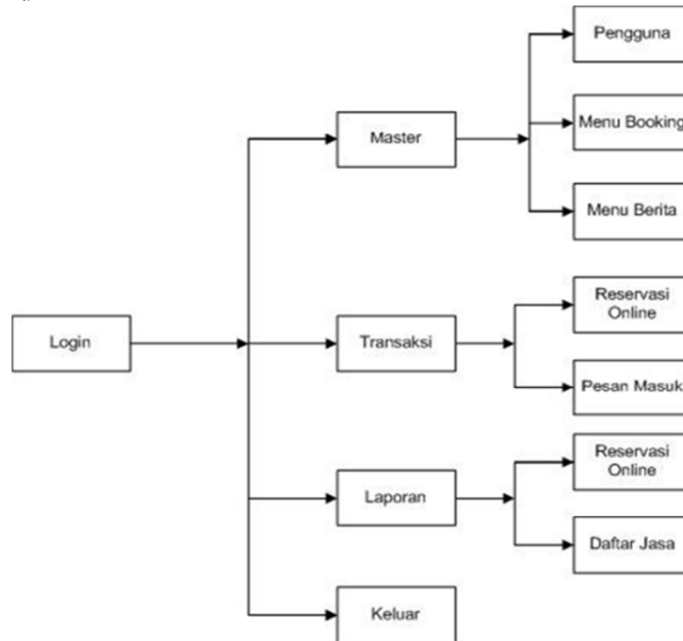 Pengguna
Master
Menu Booking
Menu Berita
Login
Transaksi
Reservasi
Online
Pesan Masuk
Laporan
Reservasi
Online
Daftar Jasa
Keluar